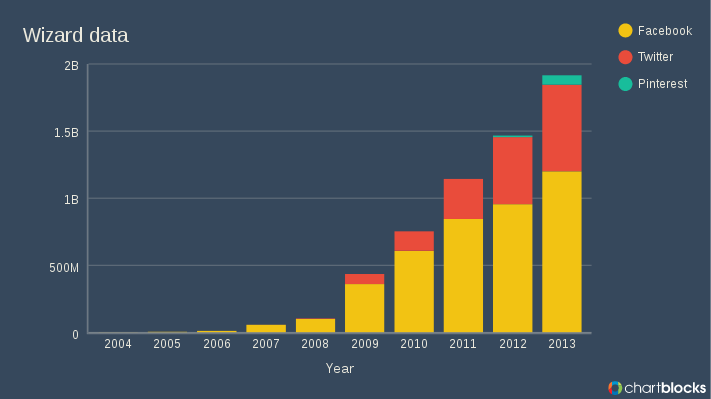 Wizard data
Facebook
Twitter
Pinterest
2B
1.5B
1B
500M
0
2004 2005 2006 2007 2008 2009 2010 2011 2012 2013
Year
chartblocks